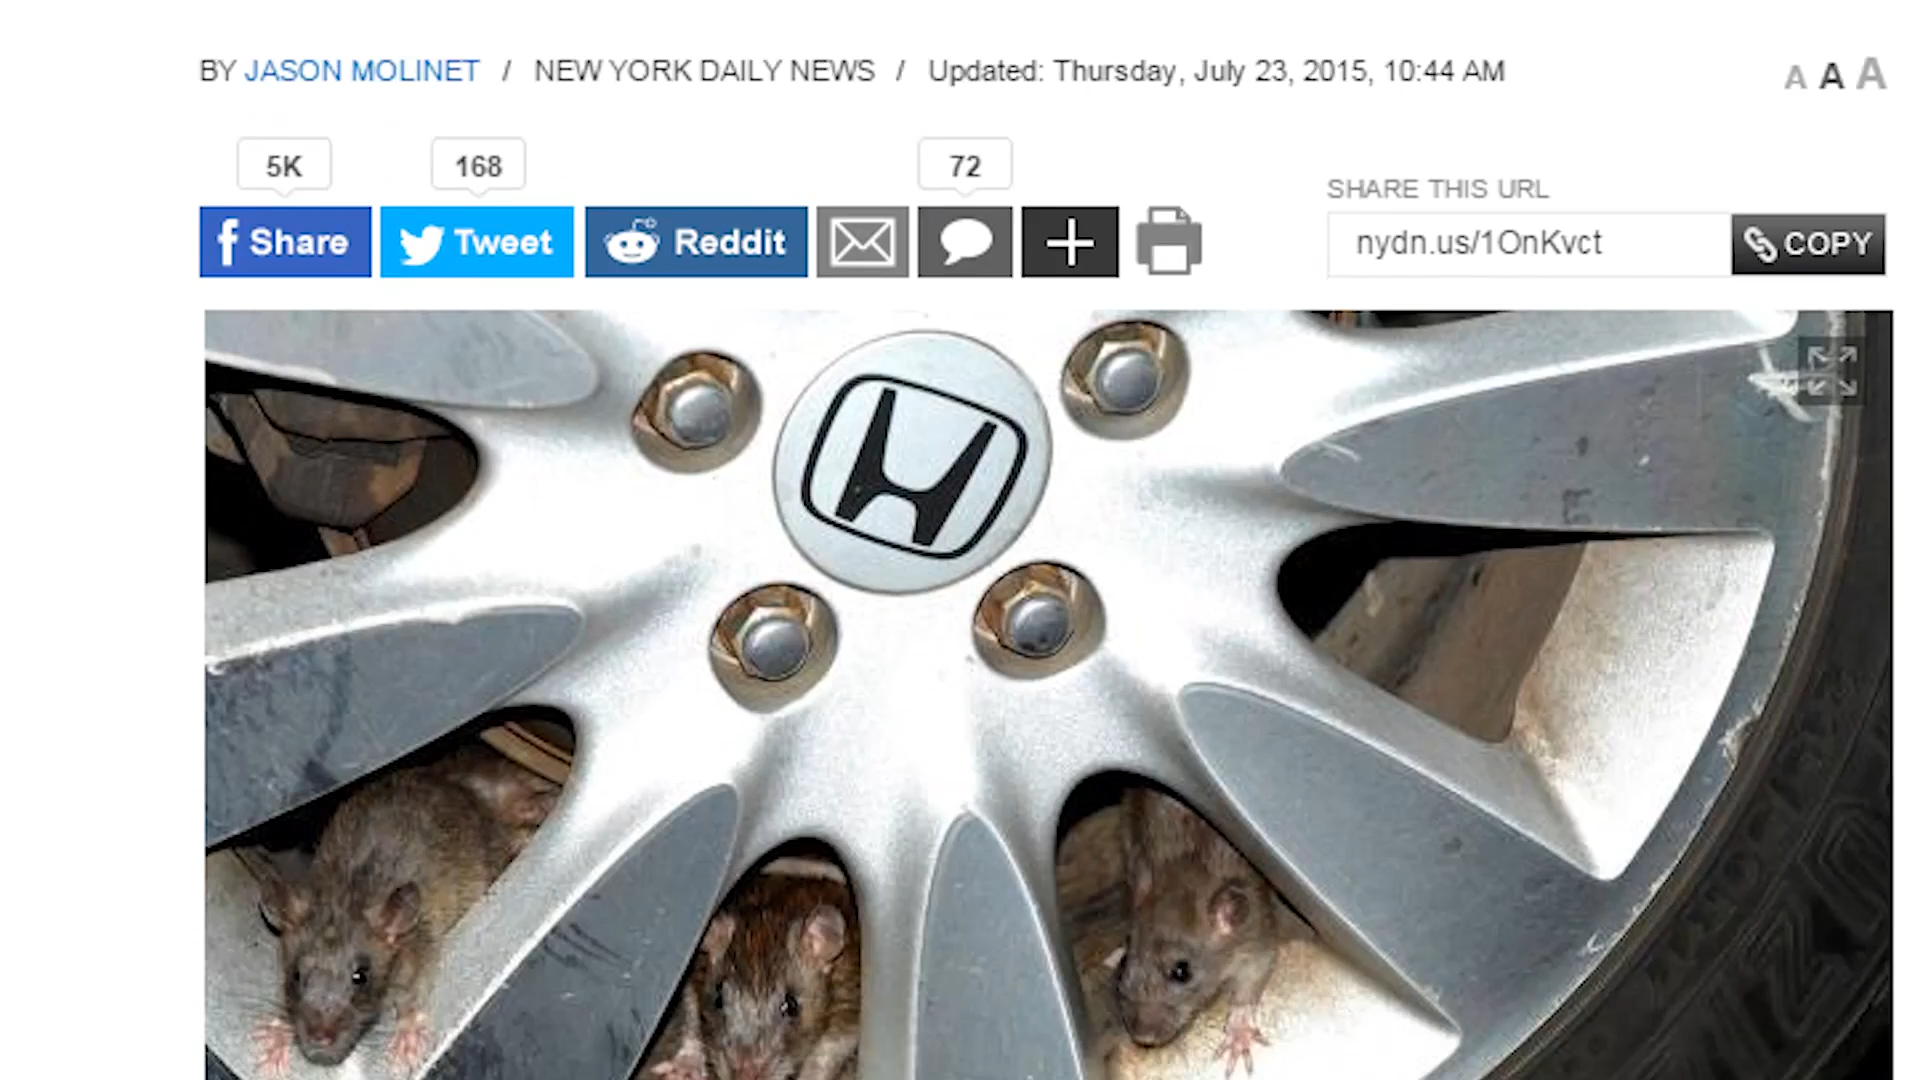 BY JASON MOLINET / NEW YORK DAILY NEWS / Updated: Thursday, July 23, 2015, 10:44 AM
A A A
5K 168 72
SHARE THIS URL
Share Tweet Reddit nydn.us/1OnKvct COPY